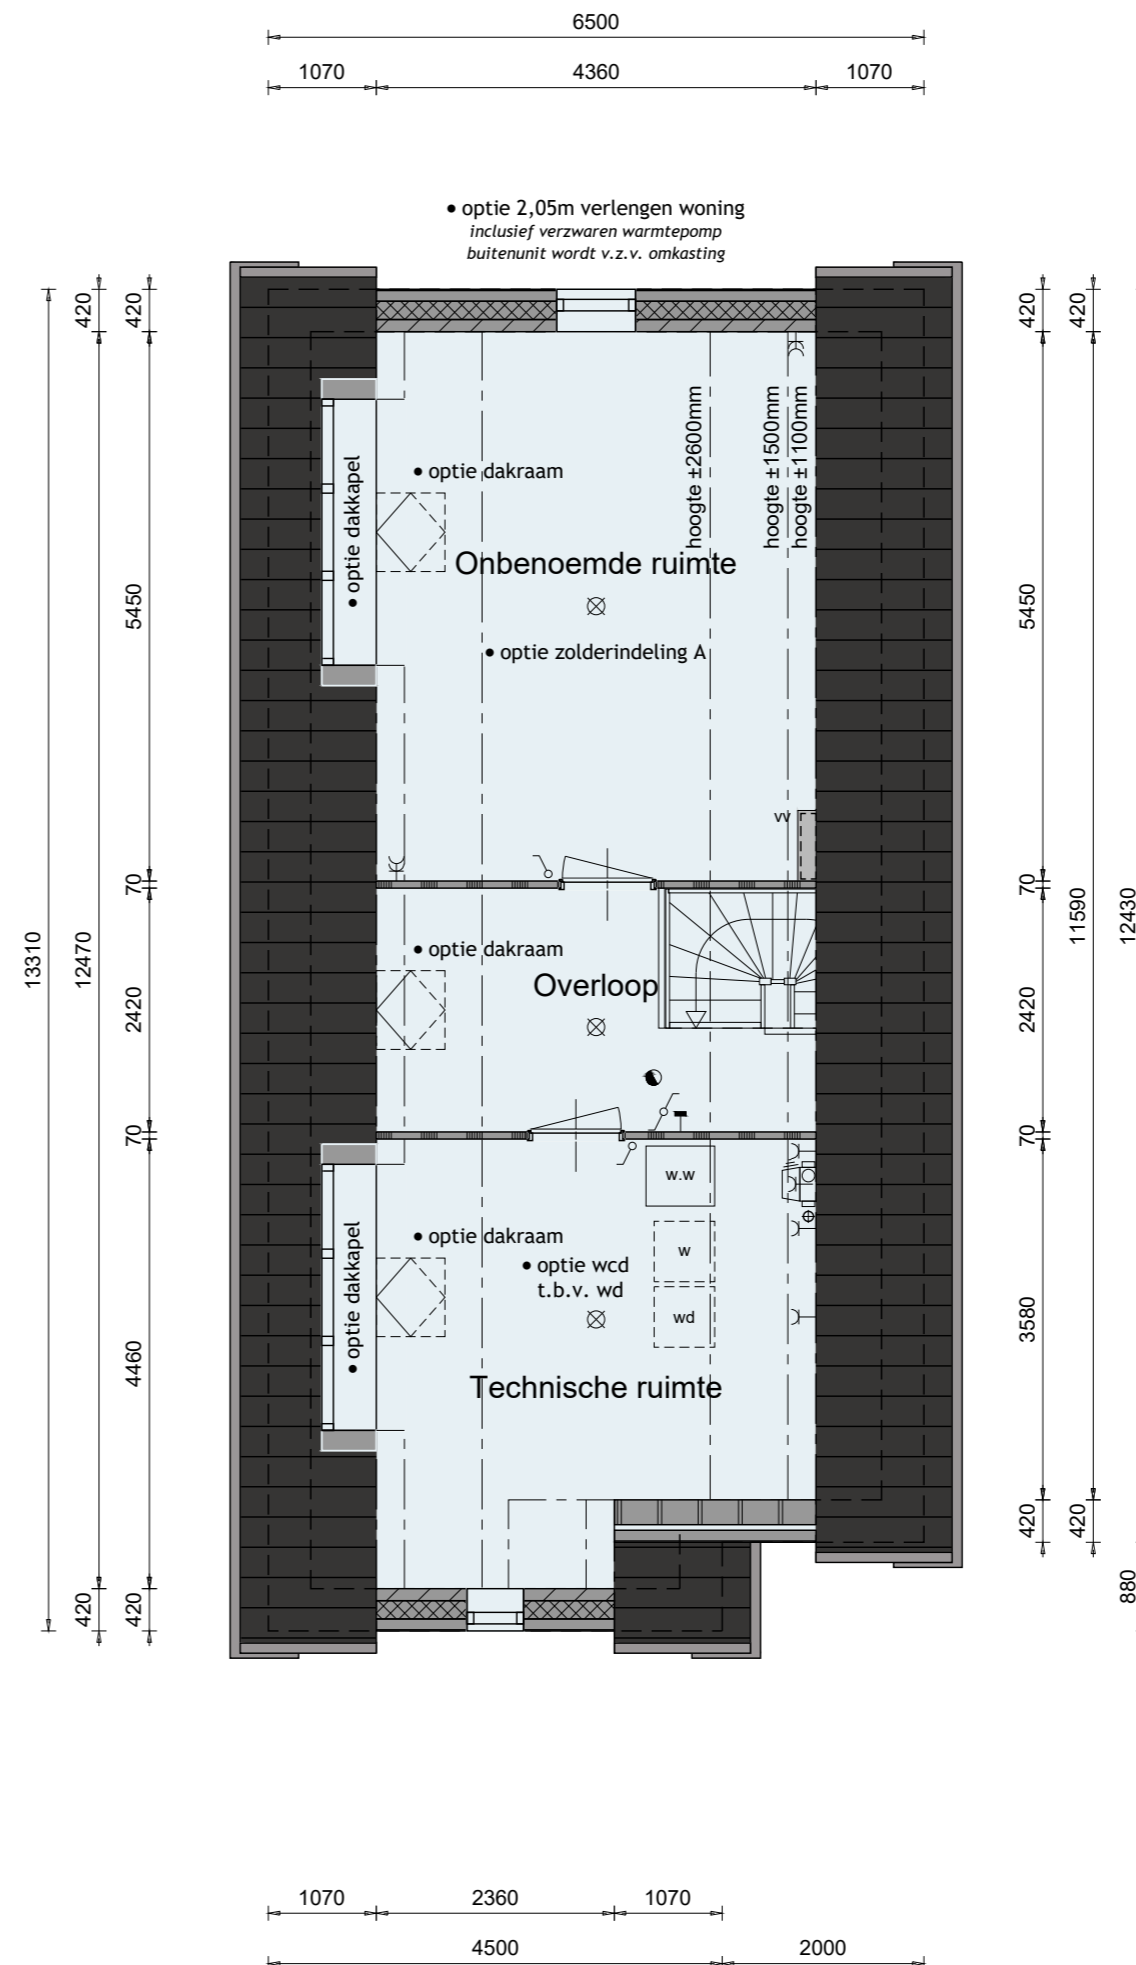 6500
1070 4360 1070
• optie 2,05m verlengen woning
inclusief verzwaren warmtepomp
buitenunit wordt v.z.v. omkasting
420 420 420 420
hoogte ±2600mm
hoogte ±1500mm
hoogte ±1100mm
• optie dakraam
• optie dakkapel
Onbenoemde ruimte
5450 5450
• optie zolderindeling A
vv
70 70
13310 12470 11590 12430
• optie dakraam
Overloop
2420 2420
70 70
w.w
• optie dakraam
w
• optie wcd
t.b.v. wd
wd
• optie dakkapel
4460 3580
Technische ruimte
420 420
880
420 420
1070 2360 1070
4500 2000